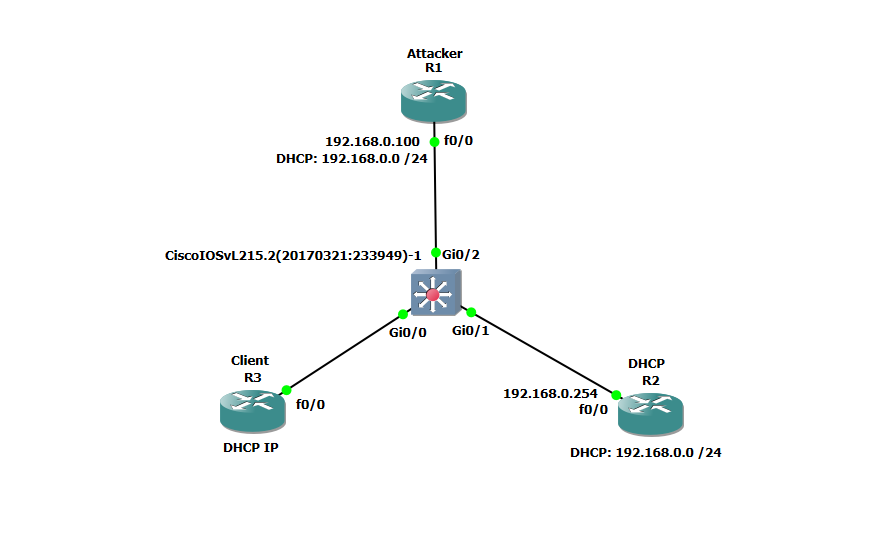 Attacker
R1
192.168.0.100
f0/0
DHCP: 192.168.0.0 /24
CiscoIOSvL215.2(20170321:233949)-1
Gi0/2
Gi0/0
Gi0/1
Client
R3
f0/0
DHCP IP
DHCP
R2
192.168.0.254
f0/0
DHCP: 192.168.0.0 /24